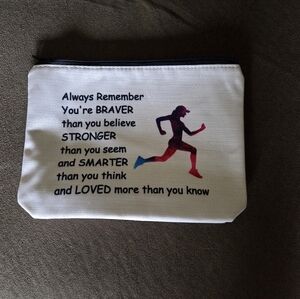 Always Remember
You're BRAVER
than you believe
STRONGER
than you seem
and SMARTER
than you think
and LOVED more than you know